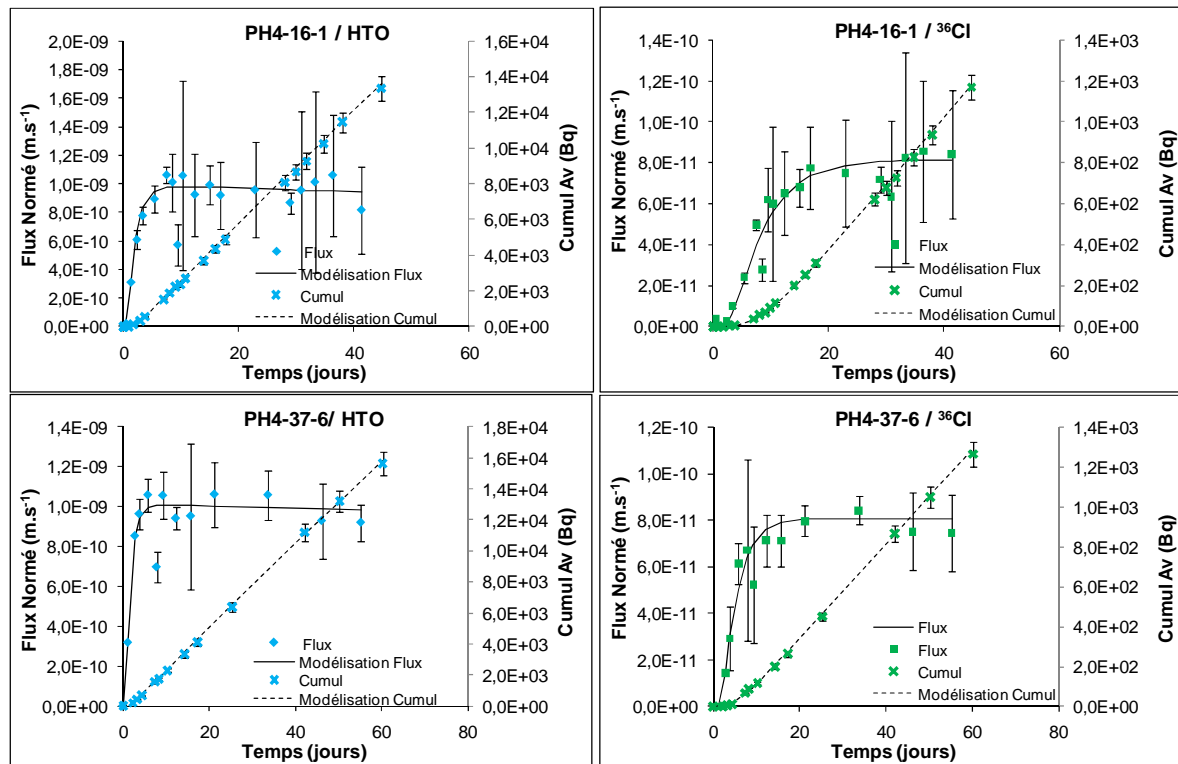 PH4-16-1 / HTO
Flux Normé (m.s⁻¹)
2,0E-09
1,8E-09
1,6E-09
1,4E-09
1,2E-09
1,0E-09
8,0E-10
6,0E-10
4,0E-10
2,0E-10
0,0E+00
1,6E+04
1,4E+04
1,2E+04
1,0E+04
8,0E+03
6,0E+03
4,0E+03
2,0E+03
0,0E+00
Cumul Av (Bq)
Flux
Modélisation Flux
Cumul
Modélisation Cumul
0 20 40 60
Temps (jours)
PH4-16-1 / ³⁶Cl
Flux Normé (m.s⁻¹)
1,4E-10
1,2E-10
1,0E-10
8,0E-11
6,0E-11
4,0E-11
2,0E-11
0,0E+00
1,4E+03
1,2E+03
1,0E+03
8,0E+02
6,0E+02
4,0E+02
2,0E+02
0,0E+00
Cumul Av (Bq)
Flux
Modélisation Flux
Cumul
Modélisation Cumul
0 20 40 60
Temps (jours)
PH4-37-6/ HTO
Flux Normé (m.s⁻¹)
1,4E-09
1,2E-09
1,0E-09
8,0E-10
6,0E-10
4,0E-10
2,0E-10
0,0E+00
1,8E+04
1,6E+04
1,4E+04
1,2E+04
1,0E+04
8,0E+03
6,0E+03
4,0E+03
2,0E+03
0,0E+00
Cumul Av (Bq)
Flux
Modélisation Flux
Cumul
Modélisation Cumul
0 20 40 60 80
Temps (jours)
PH4-37-6 / ³⁶Cl
Flux Normé (m.s⁻¹)
1,2E-10
1,0E-10
8,0E-11
6,0E-11
4,0E-11
2,0E-11
0,0E+00
1,4E+03
1,2E+03
1,0E+03
8,0E+02
6,0E+02
4,0E+02
2,0E+02
0,0E+00
Cumul Av (Bq)
Flux
Flux
Cumul
Modélisation Cumul
0 20 40 60 80
Temps (jours)